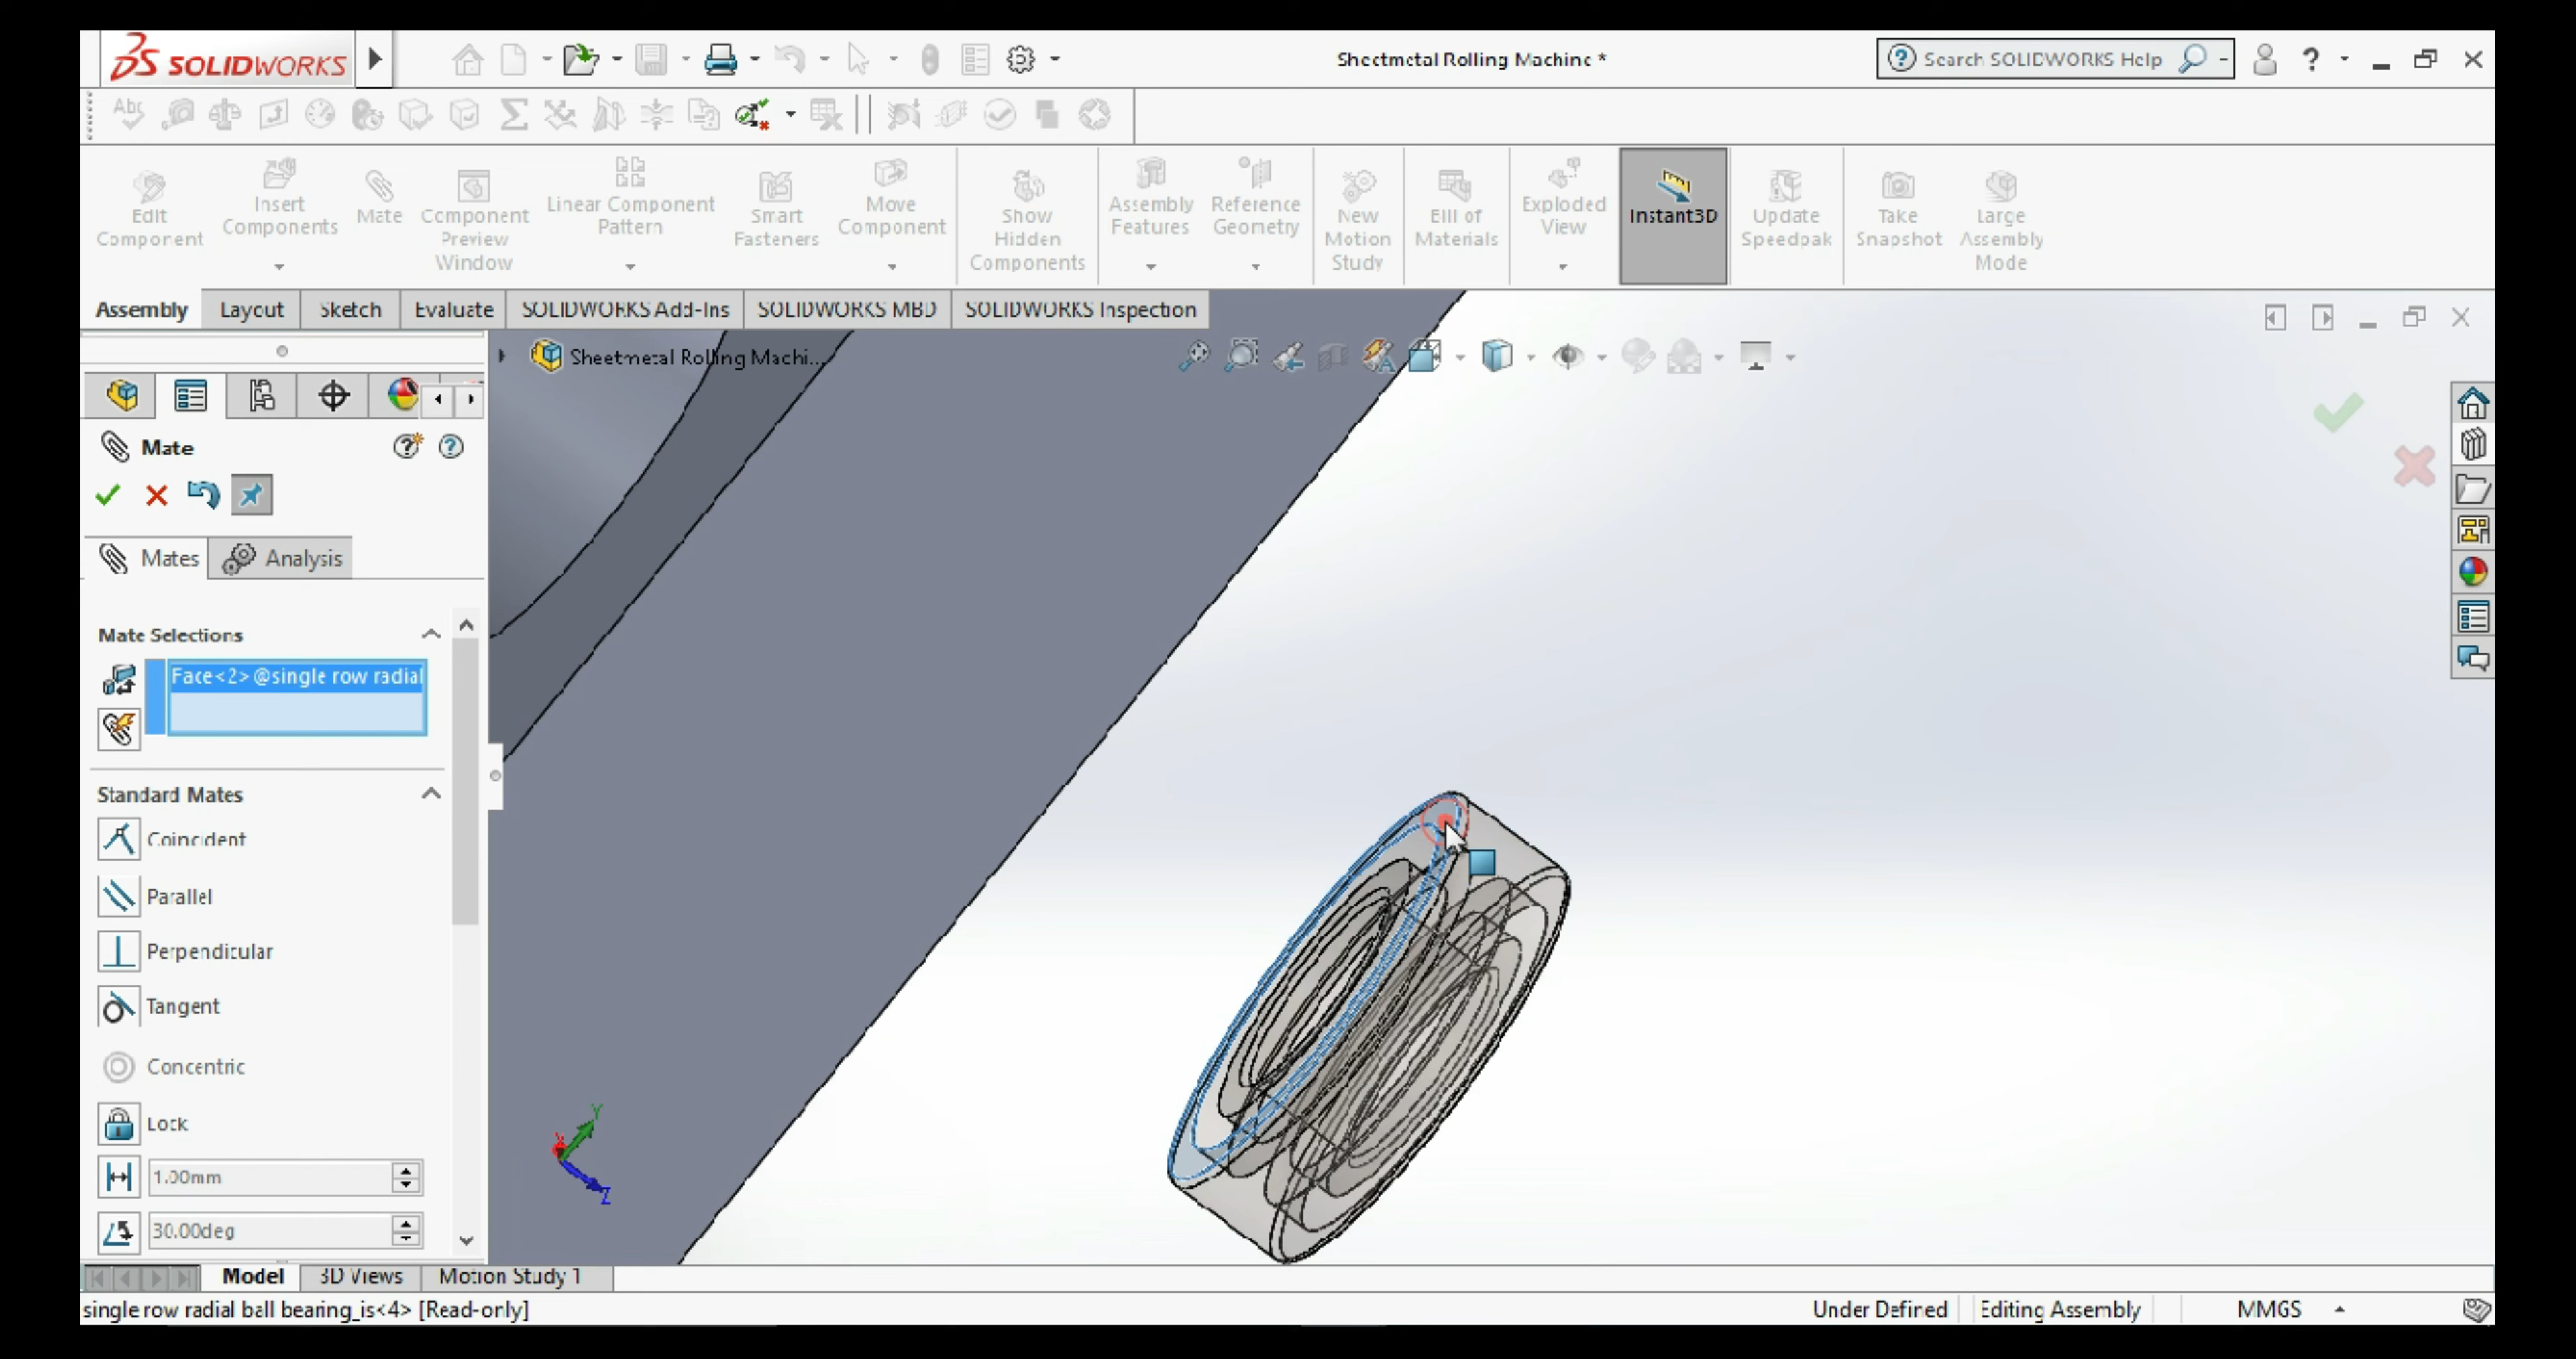 SOLIDWORKS
Sheetmetal Rolling Machine *
Search SOLIDWORKS Help
Abc
Edit Component
Insert Components
Mate
Component Preview Window
Linear Component Pattern
Smart Fasteners
Move Component
Show Hidden Components
Assembly Features
Reference Geometry
New Motion Study
Bill of Materials
Exploded View
Instant3D
Update Speedpak
Take Snapshot
Large Assembly Mode
Assembly
Layout
Sketch
Evaluate
SOLIDWORKS Add-Ins
SOLIDWORKS MBD
SOLIDWORKS Inspection
Sheetmetal Rolling Machi...
Mate
Mates
Analysis
Mate Selections
Face<2>@single row radial
Standard Mates
Coincident
Parallel
Perpendicular
Tangent
Concentric
Lock
1.00mm
30.00deg
Y
Z
Model
3D Views
Motion Study 1
single row radial ball bearing_is<4> [Read-only]
Under Defined
Editing Assembly
MMGS